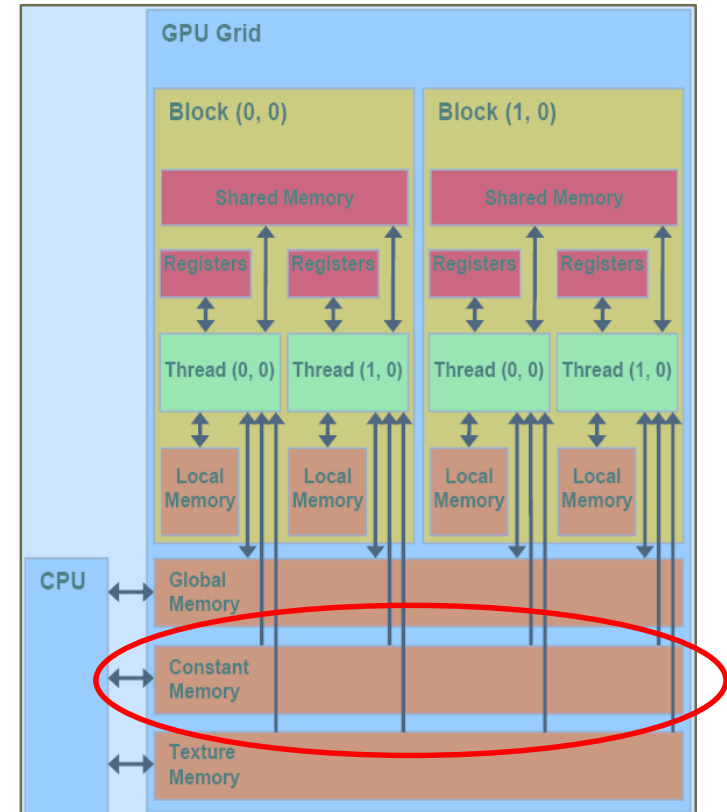 GPU Grid
Block (0, 0)
Block (1, 0)
Shared Memory
Shared Memory
Registers
Registers
Registers
Registers
Thread (0, 0)
Thread (1, 0)
Thread (0, 0)
Thread (1, 0)
Local
Memory
Local
Memory
Local
Memory
Local
Memory
CPU
Global
Memory
Constant
Memory
Texture
Memory